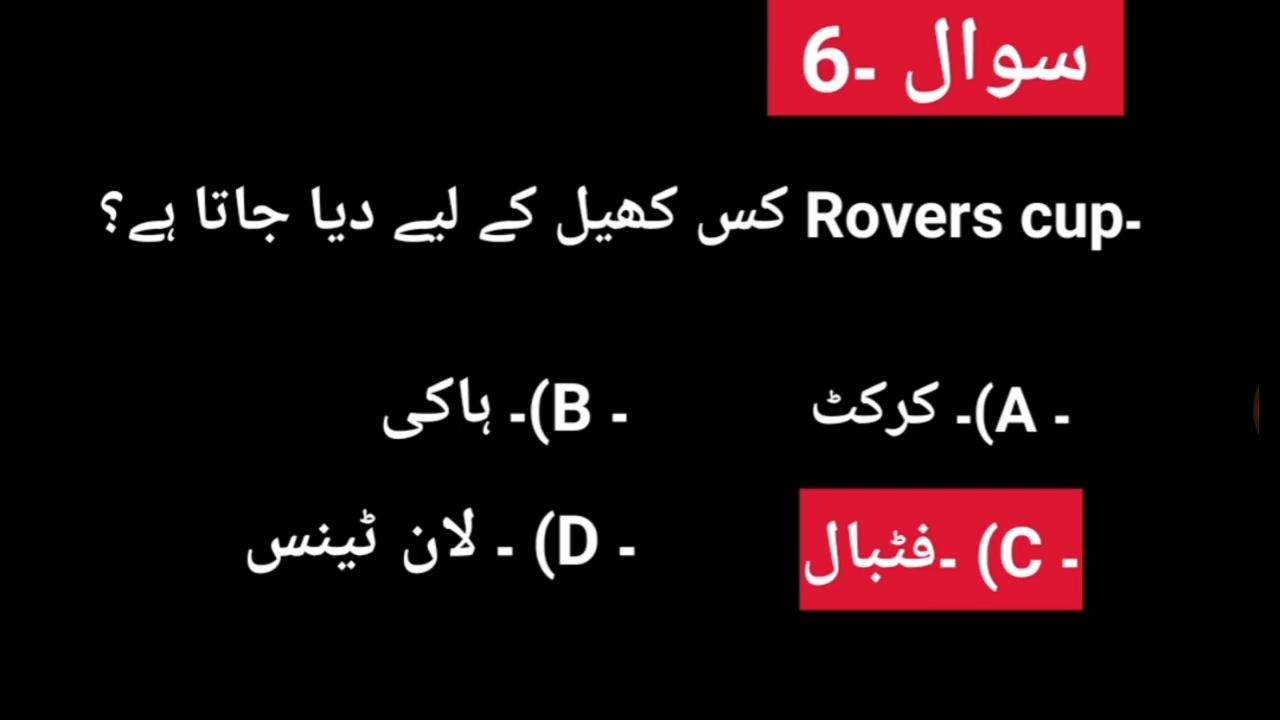 سوال -6
-Rovers cup کس کھیل کے لیے دیا جاتا ہے؟
- A)- کرکٹ
- B)- ہاکی
- C) -فٹبال
- D) - لان ٹینس